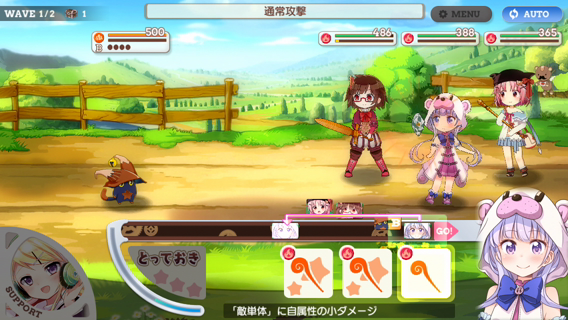 WAVE 1/2 1
通常攻撃
MENU
AUTO
500
486
388
365
GO!
とっておき
SUPPORT
「敵単体」に自属性の小ダメージ